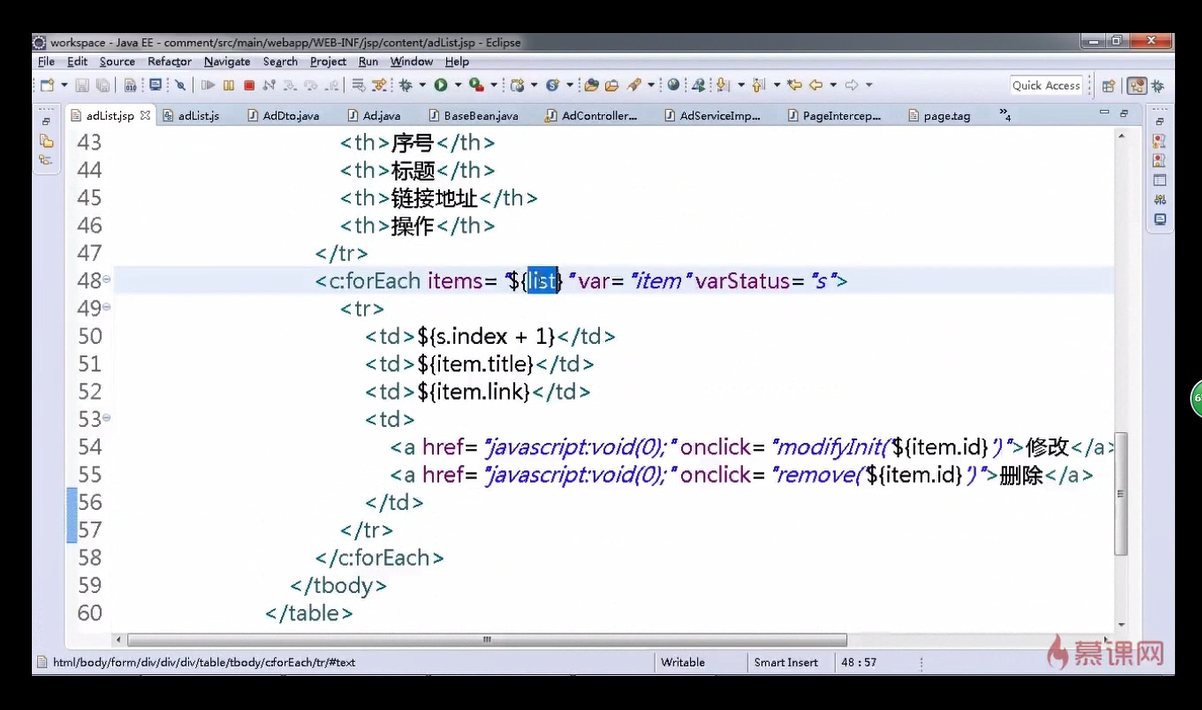 workspace - Java EE - comment/src/main/webapp/WEB-INF/jsp/content/adList.jsp - Eclipse
File Edit Source Refactor Navigate Search Project Run Window Help
Quick Access
adList.jsp adList.js AdDto.java Ad.java BaseBean.java AdController... AdServiceImp... PageIntercep... page.tag »4
43 <th>序号</th>
44 <th>标题</th>
45 <th>链接地址</th>
46 <th>操作</th>
47 </tr>
48 <c:forEach items="${list}" var="item" varStatus="s">
49 <tr>
50 <td>${s.index + 1}</td>
51 <td>${item.title}</td>
52 <td>${item.link}</td>
53 <td>
54 <a href="javascript:void(0);" onclick="modifyInit('${item.id}')">修改</a>
55 <a href="javascript:void(0);" onclick="remove('${item.id}')">删除</a>
56 </td>
57 </tr>
58 </c:forEach>
59 </tbody>
60 </table>
html/body/form/div/div/div/table/tbody/c:forEach/tr/#text Writable Smart Insert 48 : 57
慕课网